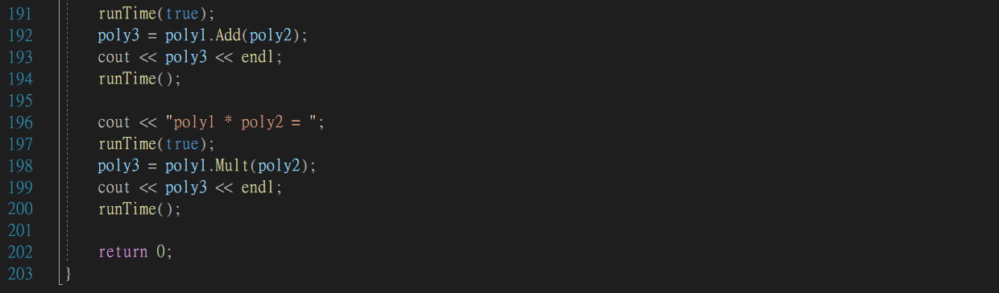 191 runTime(true);
192 poly3 = poly1.Add(poly2);
193 cout << poly3 << endl;
194 runTime();
195
196 cout << "poly1 * poly2 = ";
197 runTime(true);
198 poly3 = poly1.Mult(poly2);
199 cout << poly3 << endl;
200 runTime();
201
202 return 0;
203 }